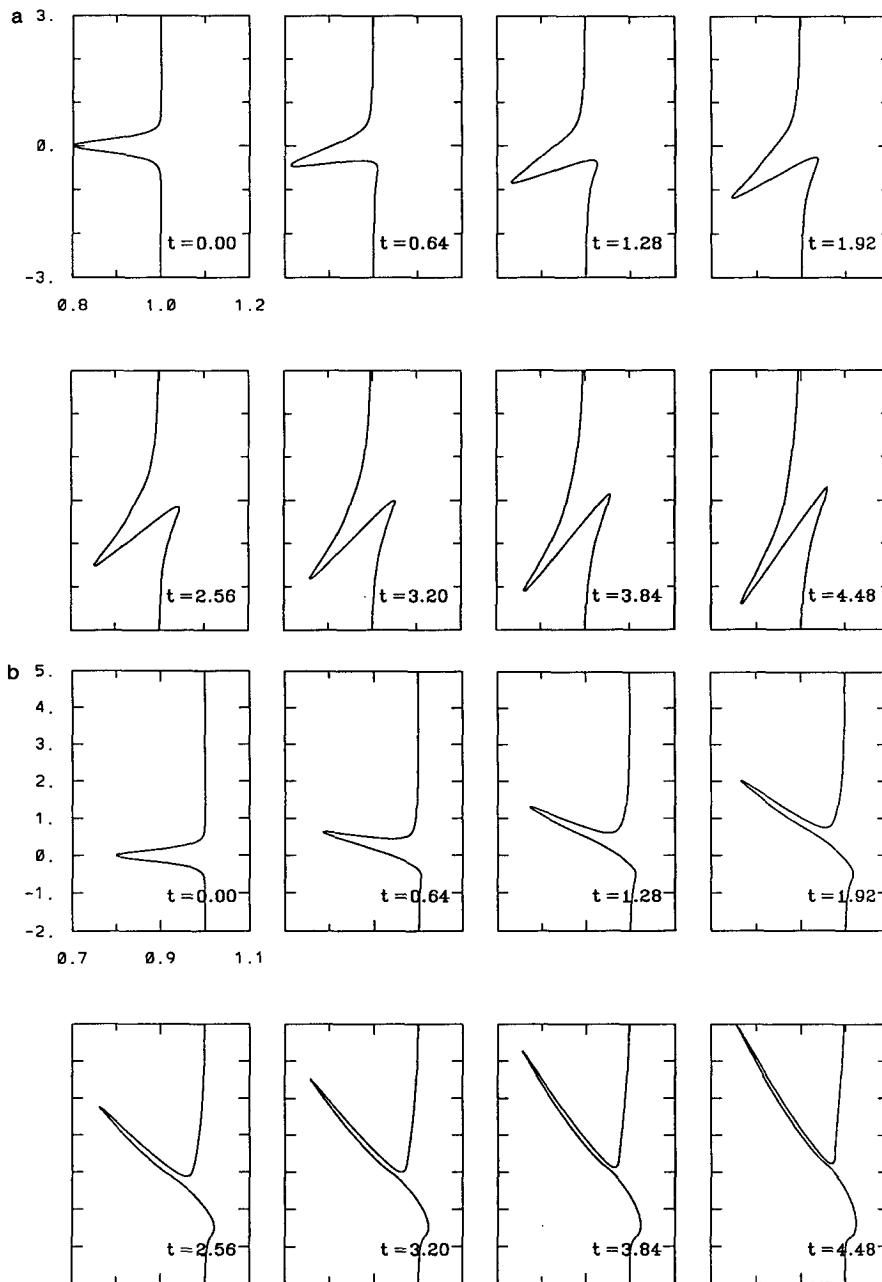 a
3.
0.
-3.
t=0.00
t=0.64
t=1.28
t=1.92
0.8 1.0 1.2
t=2.56
t=3.20
t=3.84
t=4.48
b
5.
4.
3.
2.
1.
0.
-1.
-2.
t=0.00
t=0.64
t=1.28
t=1.92
0.7 0.9 1.1
t=2.56
t=3.20
t=3.84
t=4.48